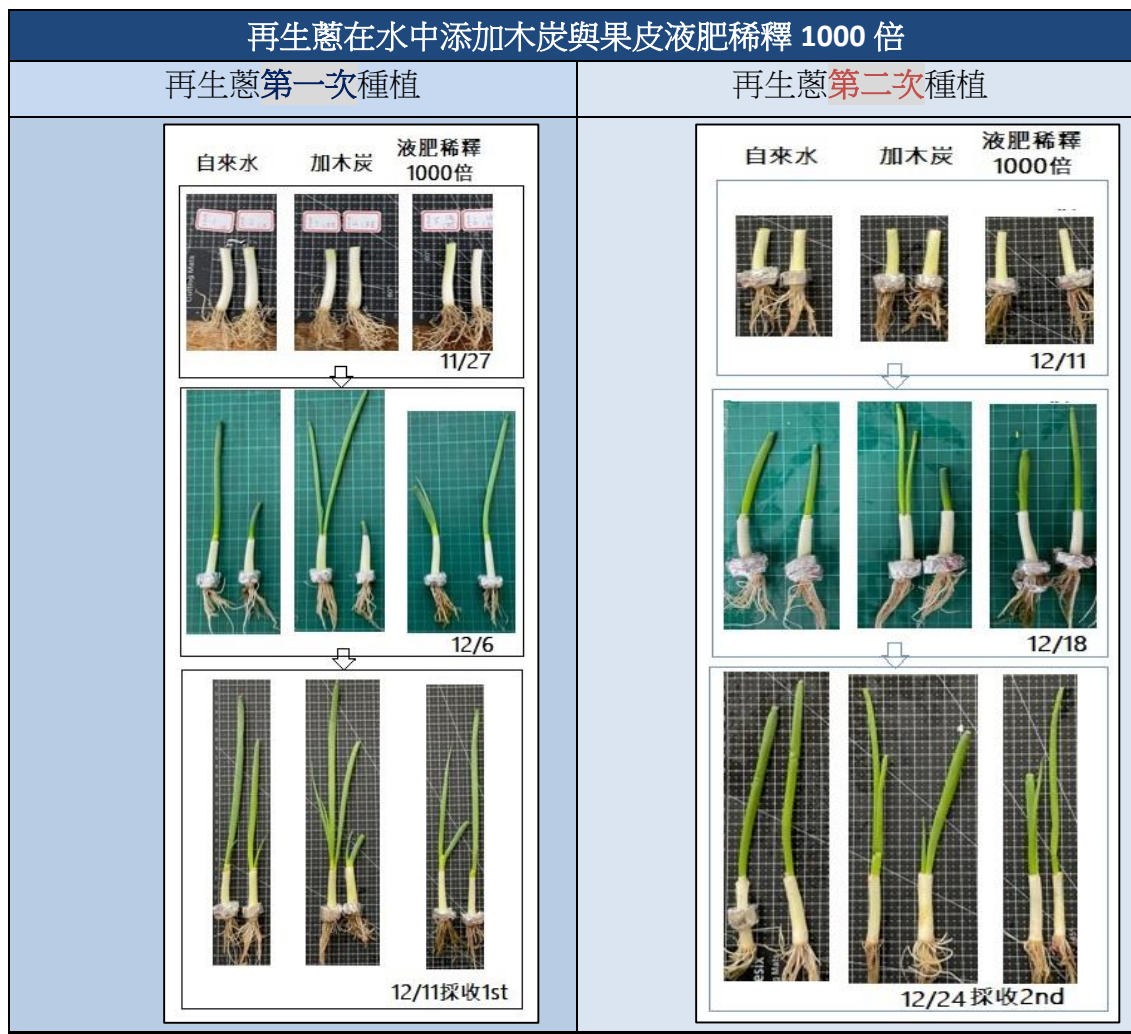 再生蔥在水中添加木炭與果皮液肥稀釋 1000 倍
再生蔥第一次種植
自來水
加木炭
液肥稀釋
1000倍
Cutting Mats
11/27
12/6
12/11採收1st
再生蔥第二次種植
自來水
加木炭
液肥稀釋
1000倍
12/11
12/18
12/24 採收2nd